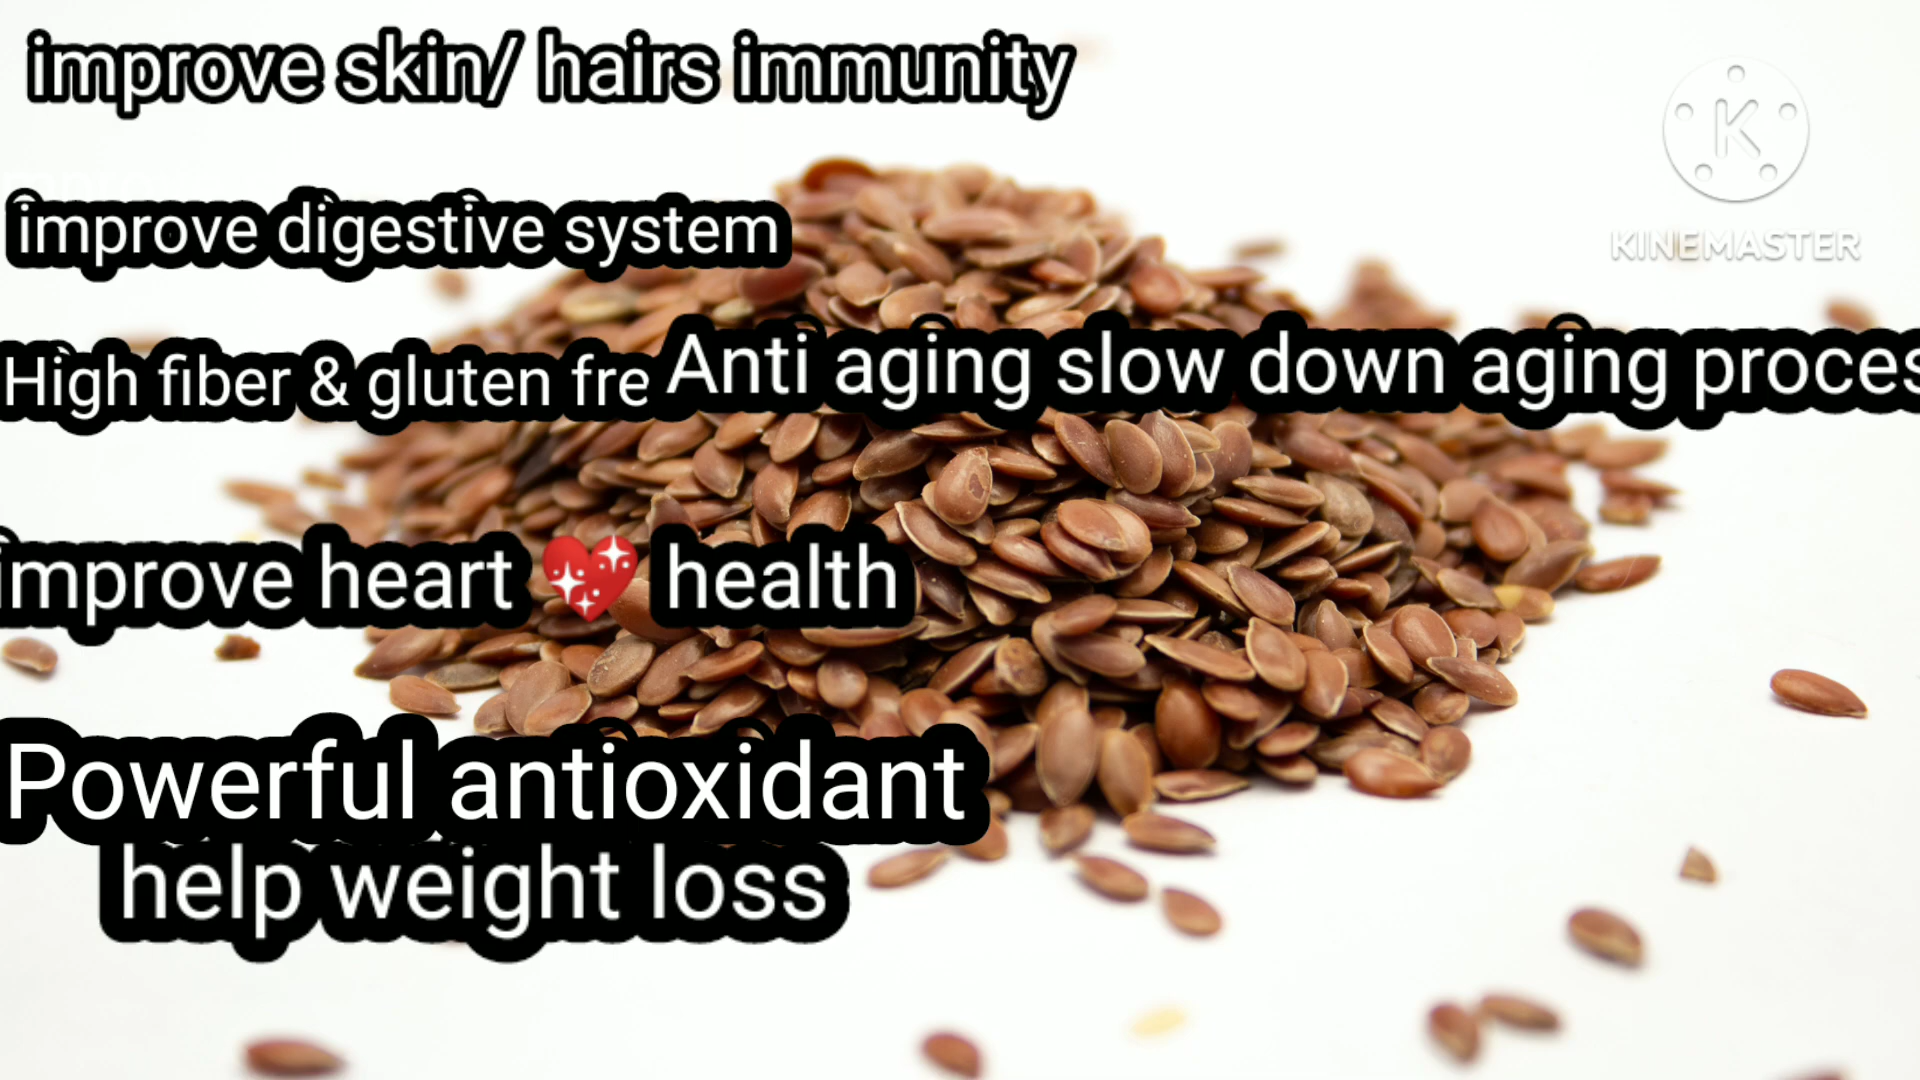 improve skin/ hairs immunity
KINEMASTER
improve digestive system
High fiber & gluten fre
Anti aging slow down aging proces
improve heart 💖 health
Powerful antioxidant
help weight loss